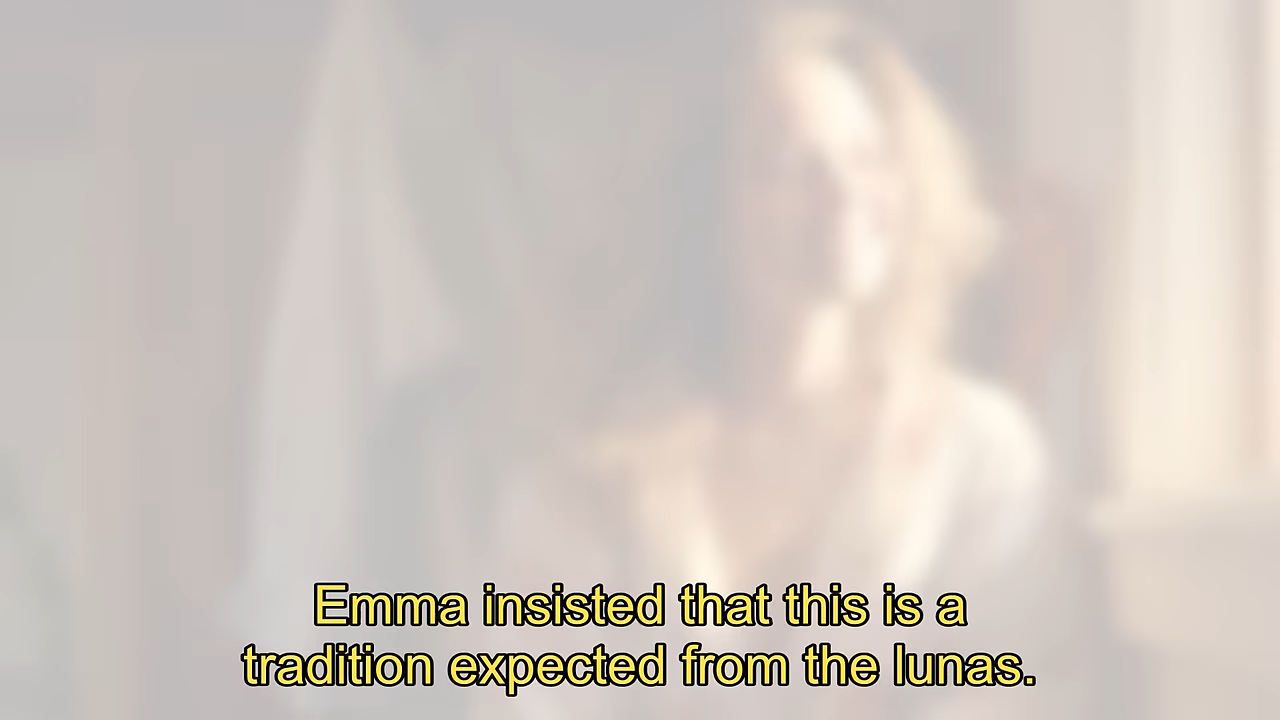 Emma insisted that this is a
tradition expected from the lunas.